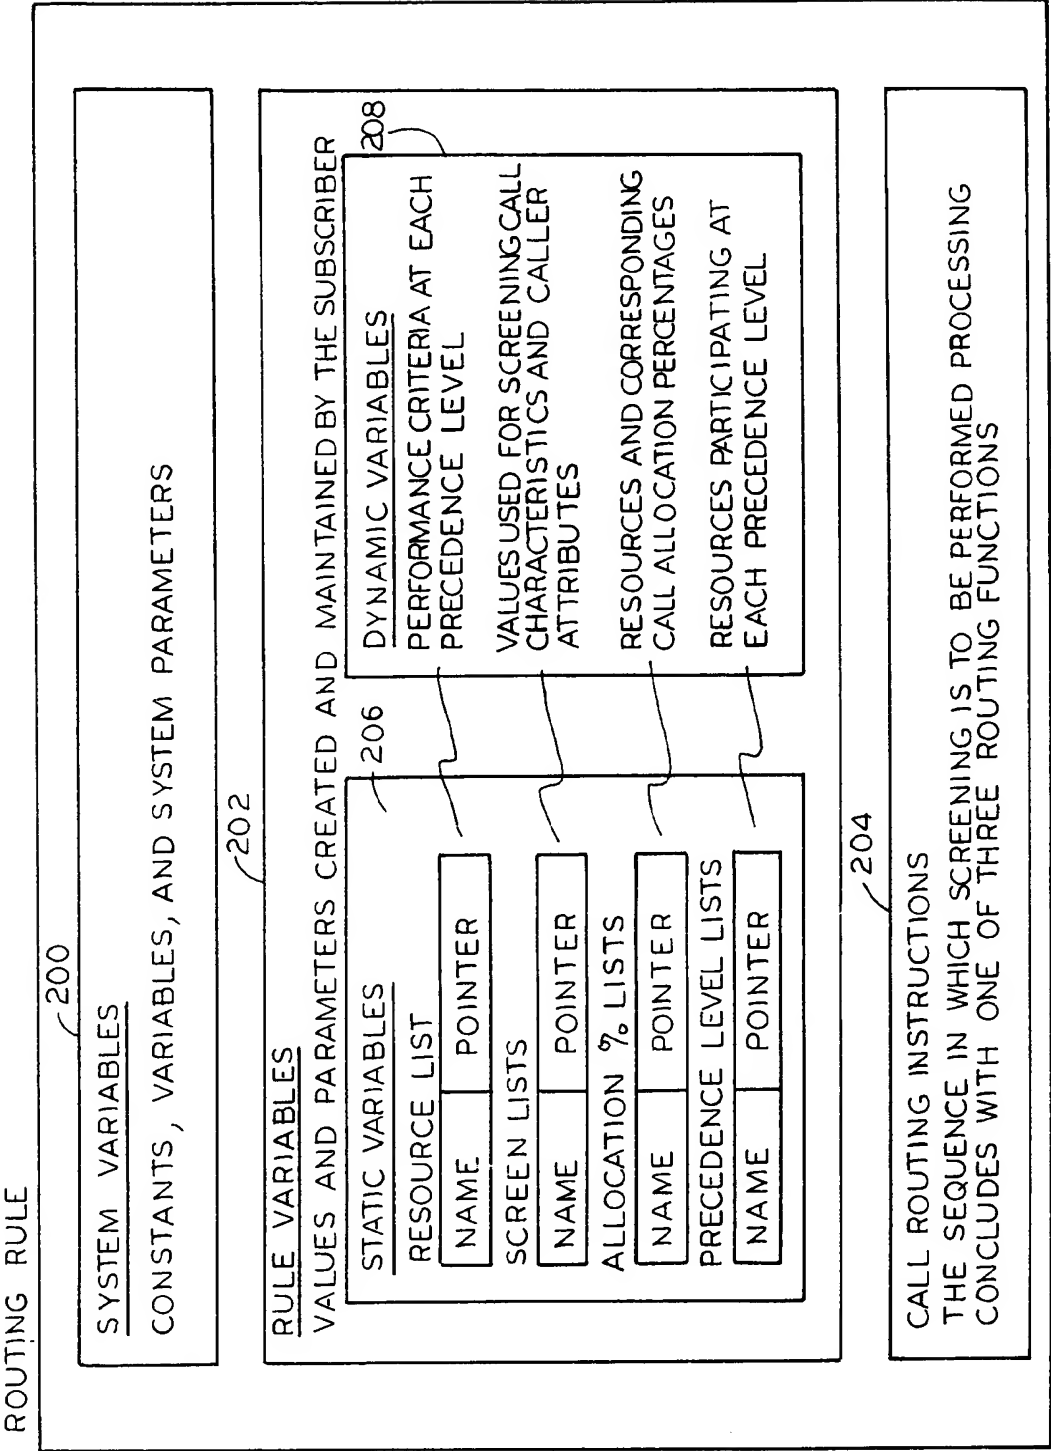 ROUTING RULE
200
SYSTEM VARIABLES
CONSTANTS, VARIABLES, AND SYSTEM PARAMETERS
202
RULE VARIABLES
VALUES AND PARAMETERS CREATED AND MAINTAINED BY THE SUBSCRIBER
206
STATIC VARIABLES
RESOURCE LIST
NAME POINTER
SCREEN LISTS
NAME POINTER
ALLOCATION % LISTS
NAME POINTER
PRECEDENCE LEVEL LISTS
NAME POINTER
208
DYNAMIC VARIABLES
PERFORMANCE CRITERIA AT EACH
PRECEDENCE LEVEL
VALUES USED FOR SCREENING CALL
CHARACTERISTICS AND CALLER
ATTRIBUTES
RESOURCES AND CORRESPONDING
CALL ALLOCATION PERCENTAGES
RESOURCES PARTICIPATING AT
EACH PRECEDENCE LEVEL
204
CALL ROUTING INSTRUCTIONS
THE SEQUENCE IN WHICH SCREENING IS TO BE PERFORMED PROCESSING
CONCLUDES WITH ONE OF THREE ROUTING FUNCTIONS